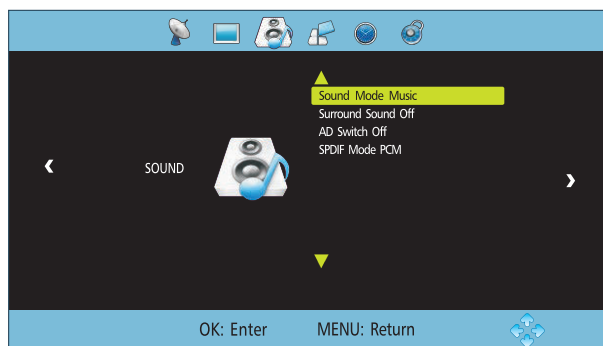 Sound Mode Music
Surround Sound Off
AD Switch Off
SPDIF Mode PCM
SOUND
OK: Enter MENU: Return